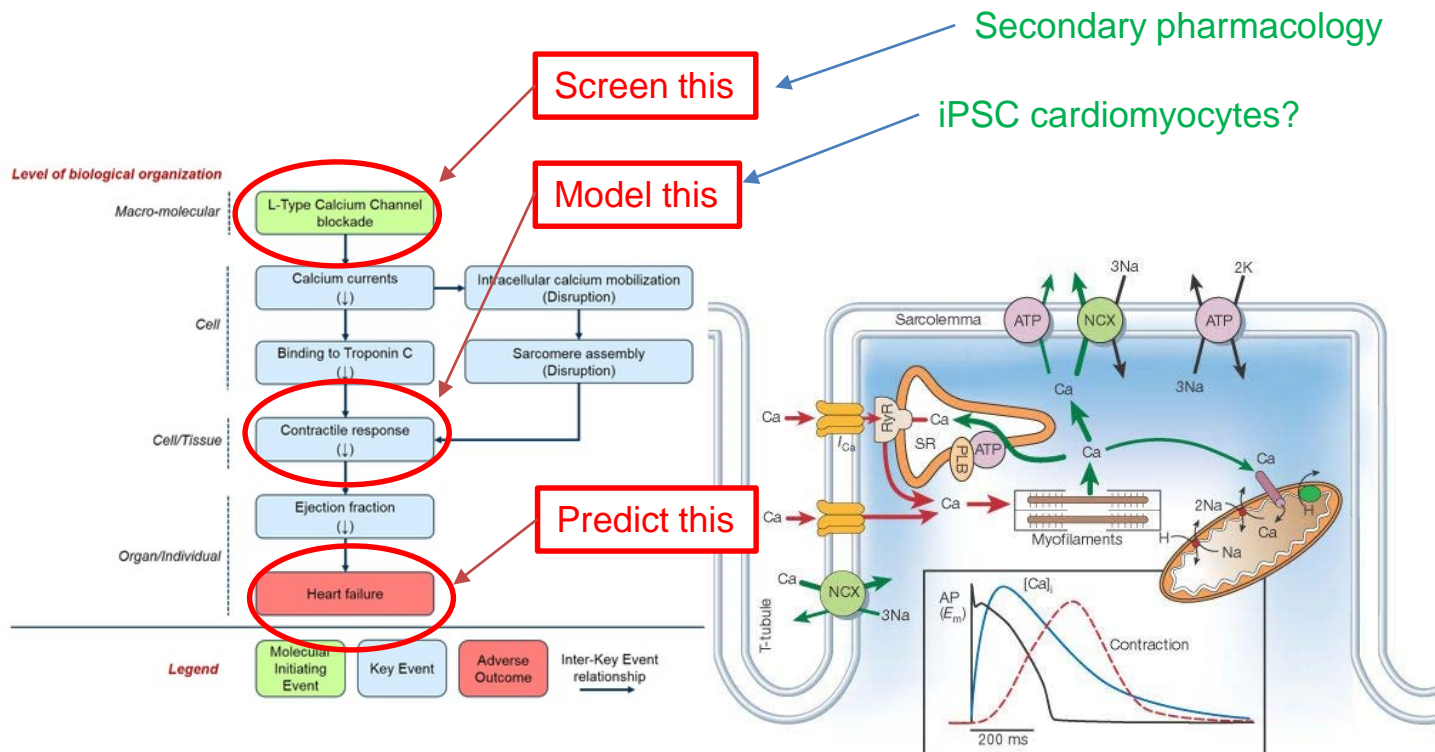 Secondary pharmacology
Screen this
iPSC cardiomyocytes?
Model this
Predict this
Level of biological organization
Macro-molecular
L-Type Calcium Channel
blockade
Cell
Calcium currents
(↓)
Intracellular calcium mobilization
(Disruption)
Binding to Troponin C
(↓)
Sarcomere assembly
(Disruption)
Cell/Tissue
Contractile response
(↓)
Organ/Individual
Ejection fraction
(↓)
Heart failure
Legend
Molecular
Initiating
Event
Key Event
Adverse
Outcome
Inter-Key Event
relationship
3Na
2K
Sarcolemma
ATP
NCX
ATP
3Na
Ca
Ca
ICa
RyR
Ca
SR
PLB
ATP
Ca
Ca
Ca
Ca
Myofilaments
2Na
Ca
H
H
Na
Ca
NCX
3Na
T-tubule
AP
(Em)
[Ca]i
Contraction
200 ms